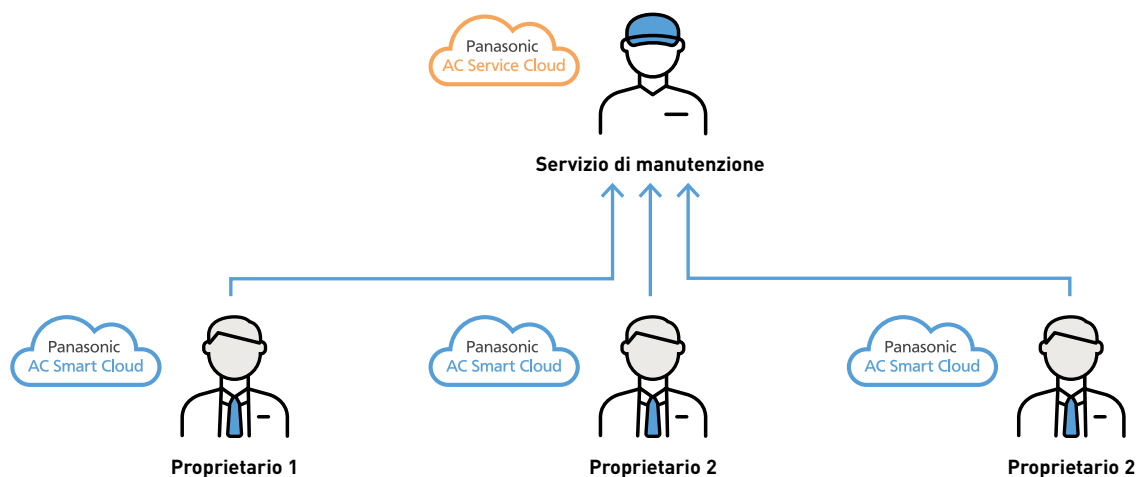 Panasonic
AC Service Cloud
Servizio di manutenzione
Panasonic
AC Smart Cloud
Panasonic
AC Smart Cloud
Panasonic
AC Smart Cloud
Proprietario 1
Proprietario 2
Proprietario 2